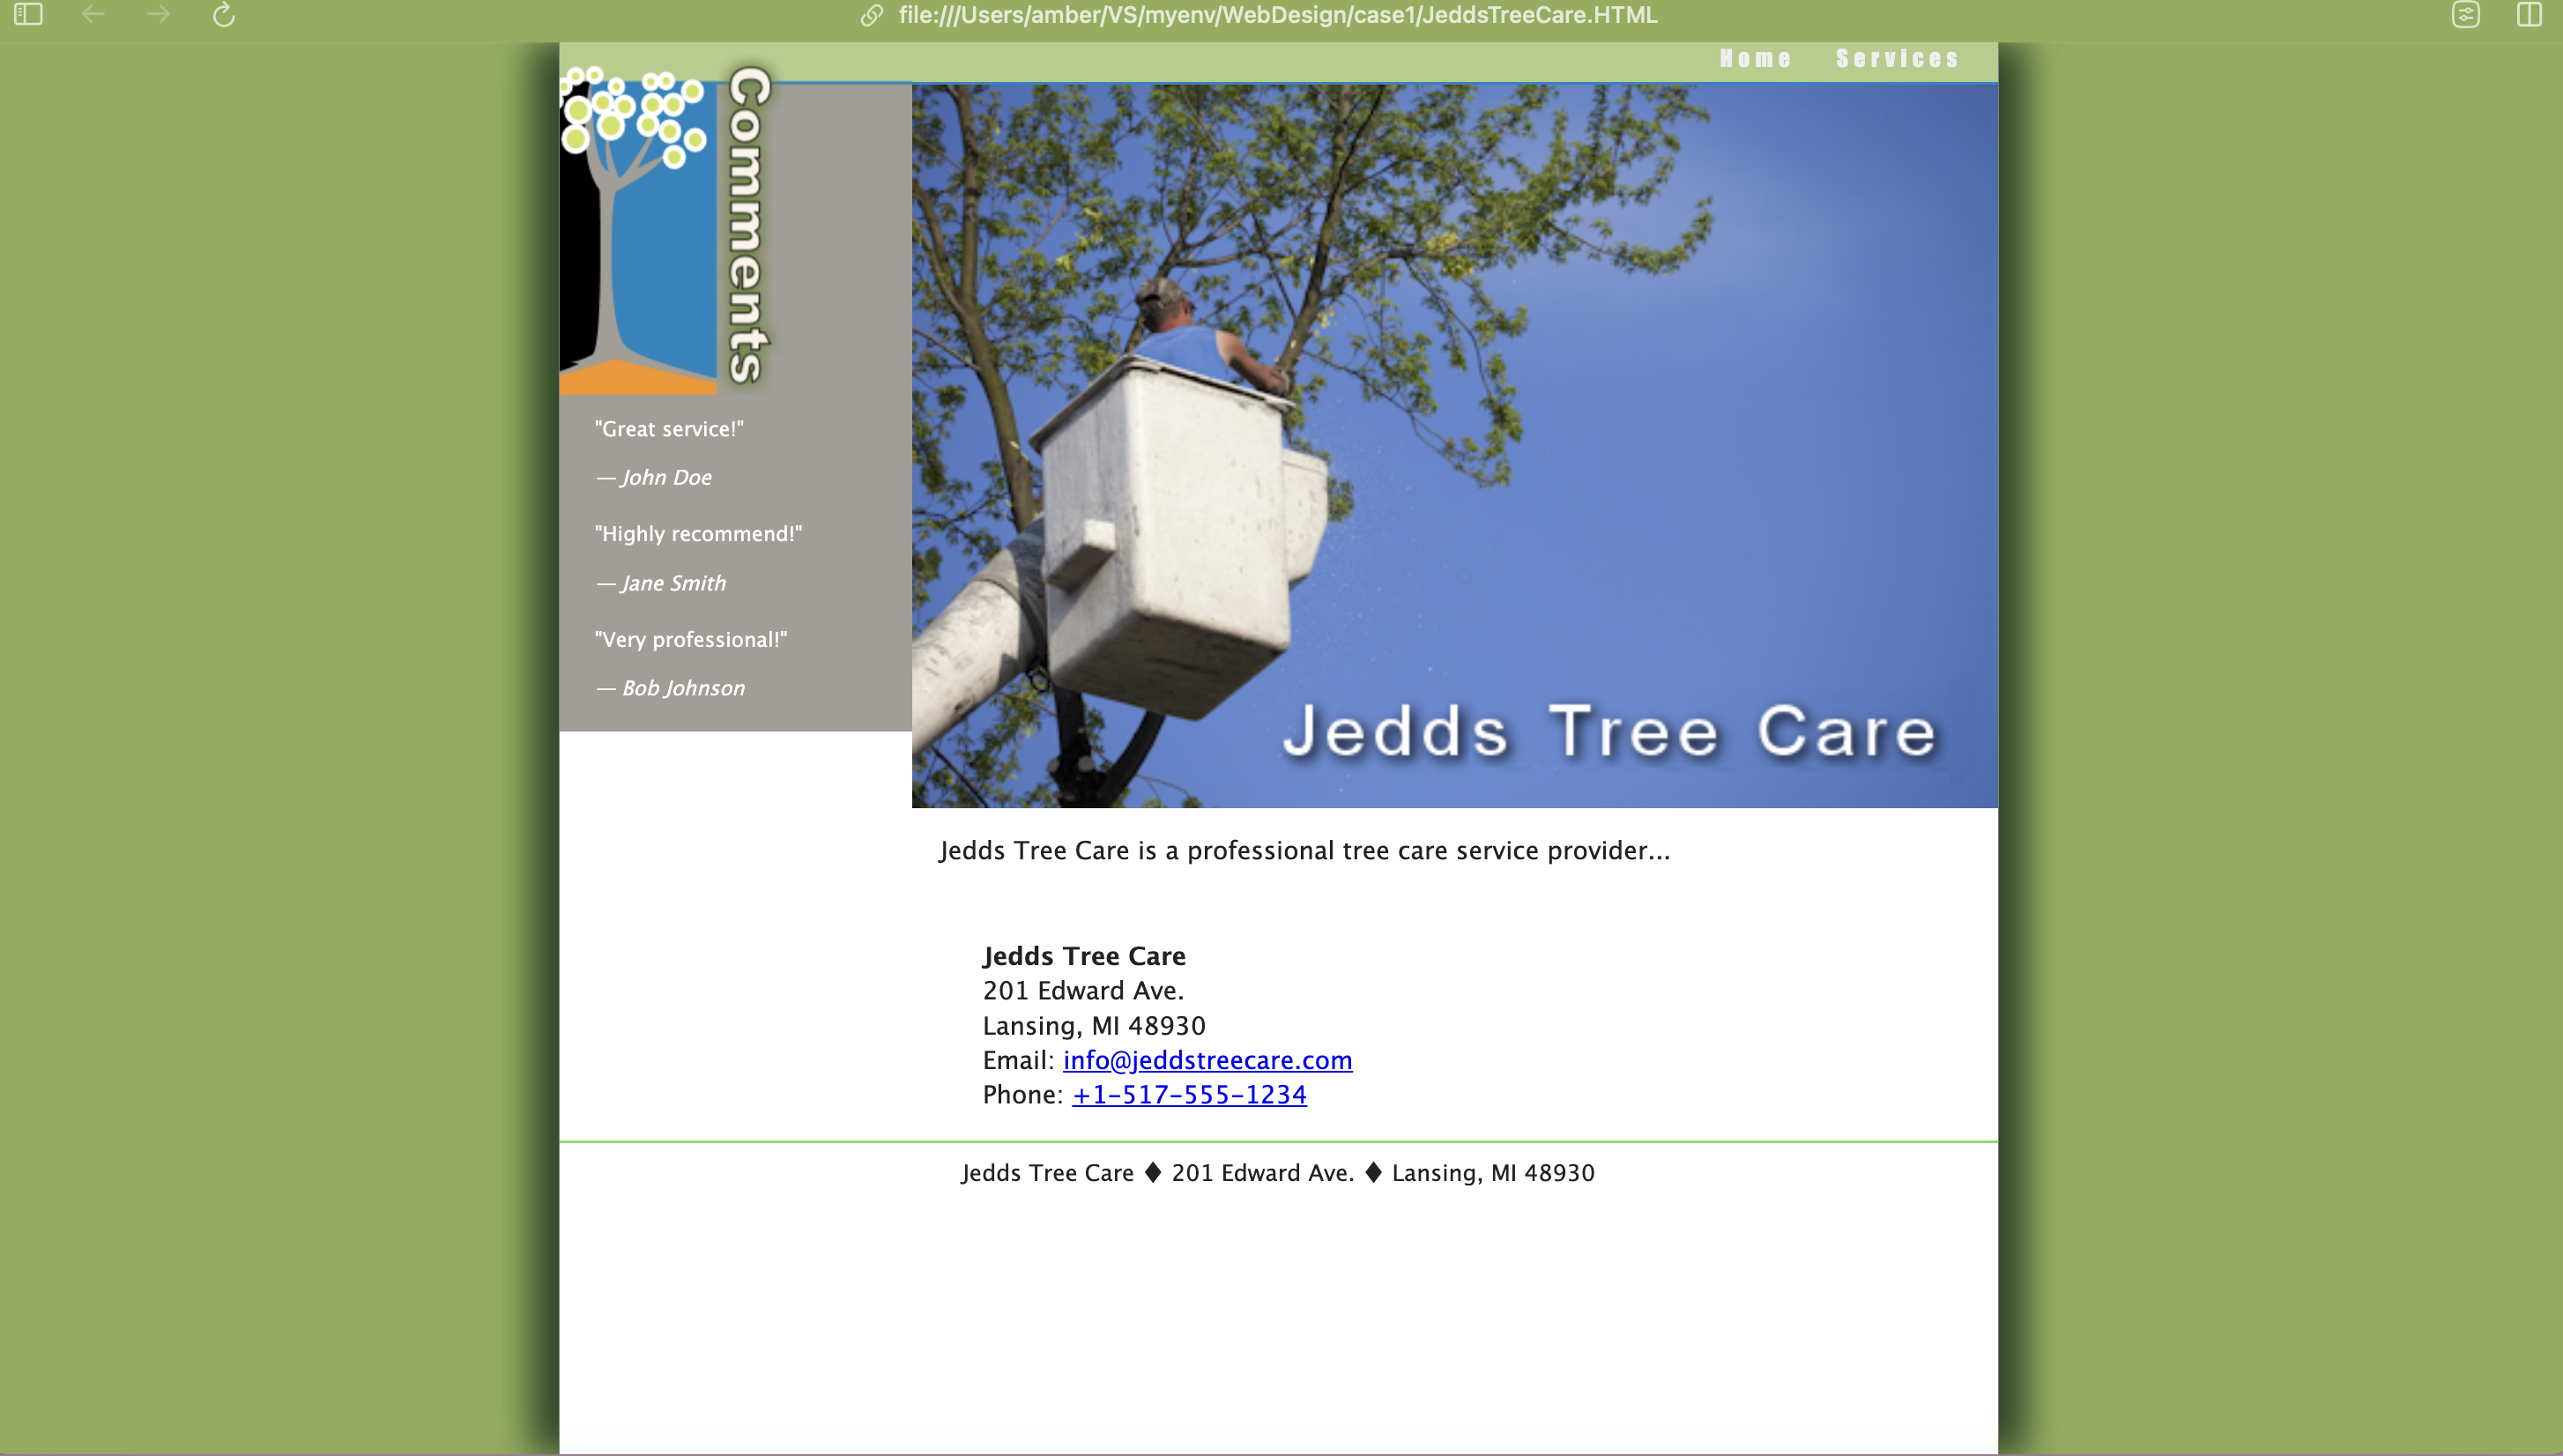 file:///Users/amber/VS/myenv/WebDesign/case1/JeddsTreeCare.HTML
Home Services
Comments
"Great service!"
— John Doe
"Highly recommend!"
— Jane Smith
"Very professional!"
— Bob Johnson
Jedds Tree Care
Jedds Tree Care is a professional tree care service provider...
Jedds Tree Care
201 Edward Ave.
Lansing, MI 48930
Email: info@jeddstreecare.com
Phone: +1-517-555-1234
Jedds Tree Care ♦ 201 Edward Ave. ♦ Lansing, MI 48930